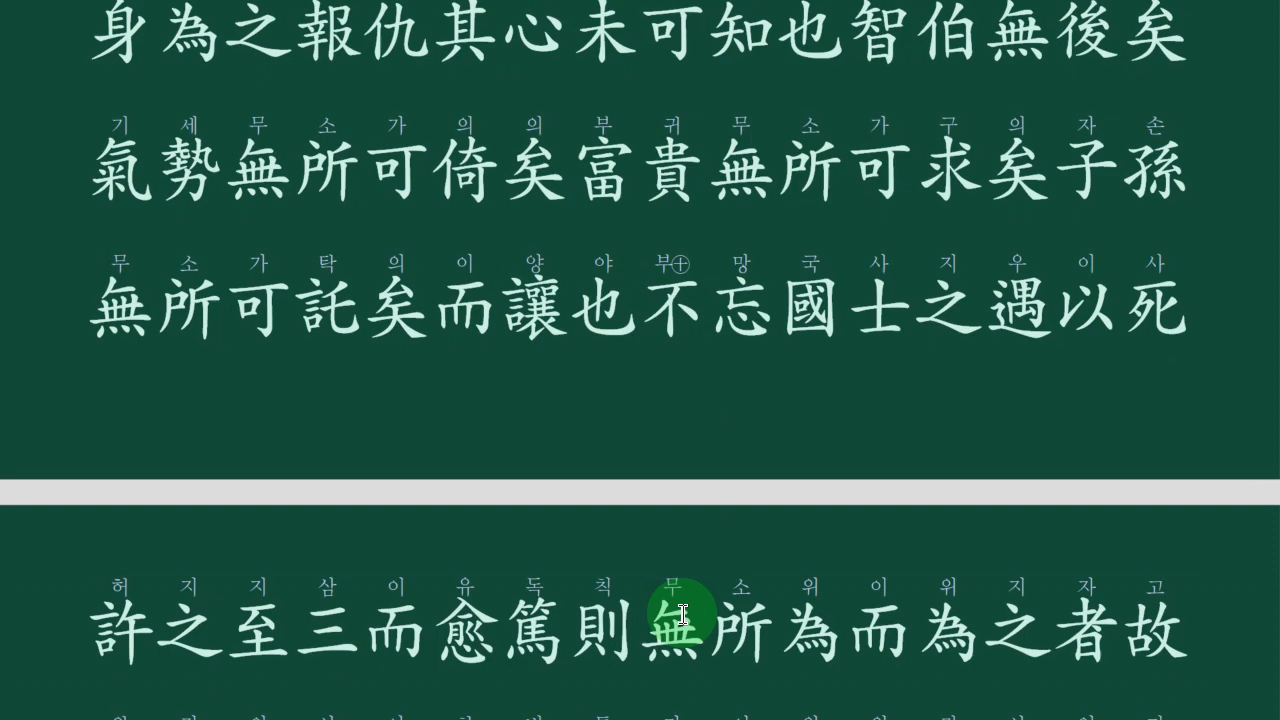 身為之報仇其心未可知也智伯無後矣
기 세 무 소 가 의 의 부 귀 무 소 가 구 의 자 손
氣勢無所可倚矣富貴無所可求矣子孫
무 소 가 탁 의 이 양 야 부㊉ 망 국 사 지 우 이 사
無所可託矣而讓也不忘國士之遇以死
허 지 지 삼 이 유 독 칙 무 소 위 이 위 지 자 고
許之至三而愈篤則無所為而為之者故